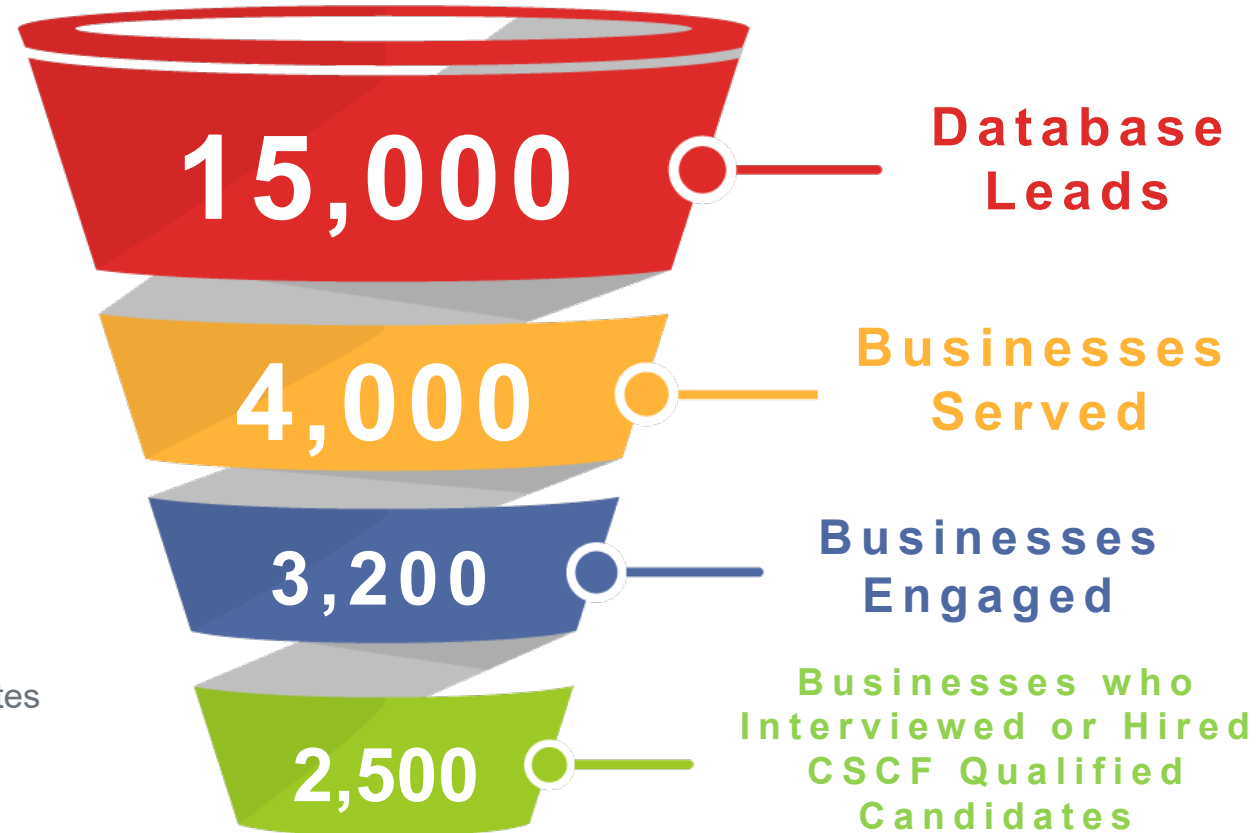 15,000
Database
Leads
4,000
Businesses
Served
3,200
Businesses
Engaged
tes
2,500
Businesses who
Interviewed or Hired
CSCF Qualified
Candidates